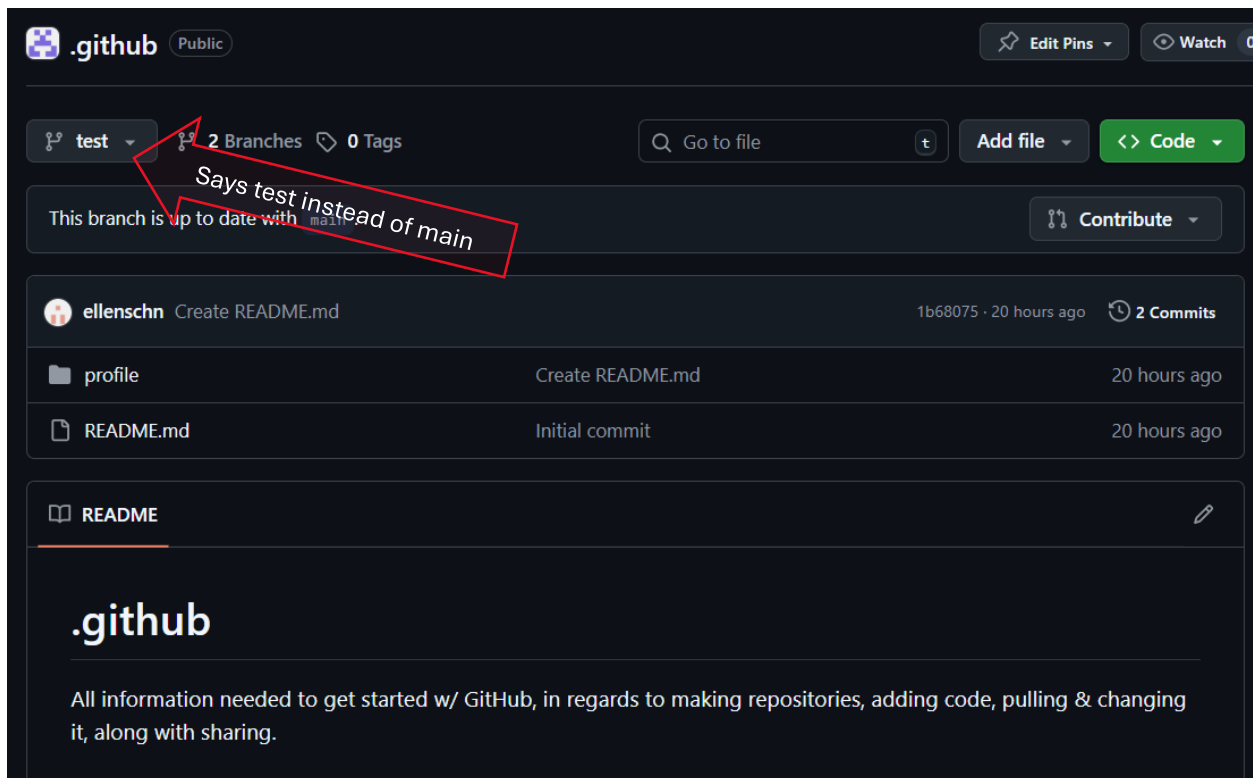 .github Public Edit Pins Watch 0
test 2 Branches 0 Tags Go to file t Add file <> Code
Says test instead of main
This branch is up to date with main Contribute
ellenschn Create README.md 1b68075 · 20 hours ago 2 Commits
profile Create README.md 20 hours ago
README.md Initial commit 20 hours ago
README
.github
All information needed to get started w/ GitHub, in regards to making repositories, adding code, pulling & changing
it, along with sharing.